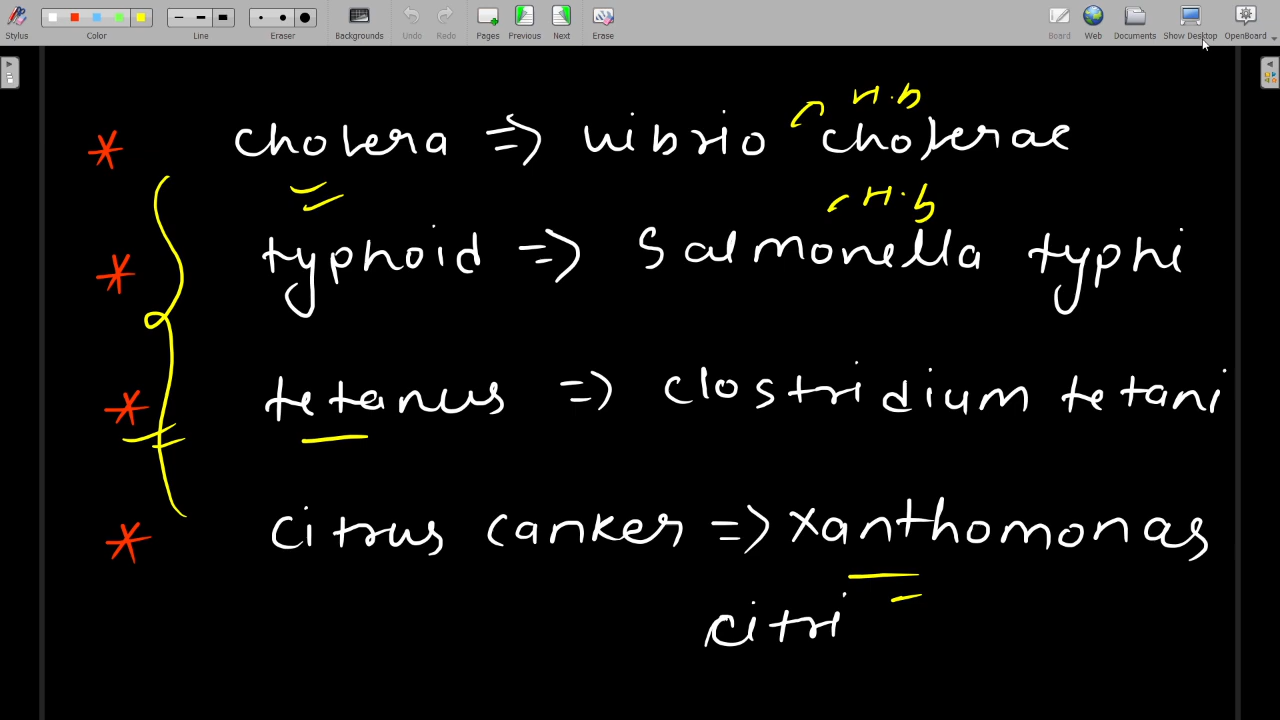 Stylus
Color
Line
Eraser
Backgrounds
Undo
Redo
Pages
Previous
Next
Erase
Board
Web
Documents
Show Desktop
OpenBoard
H.b
cholera => vibrio cholerae
H.b
typhoid => salmonella typhi
tetanus => clostridium tetani
citrus canker => xanthomonas
citri